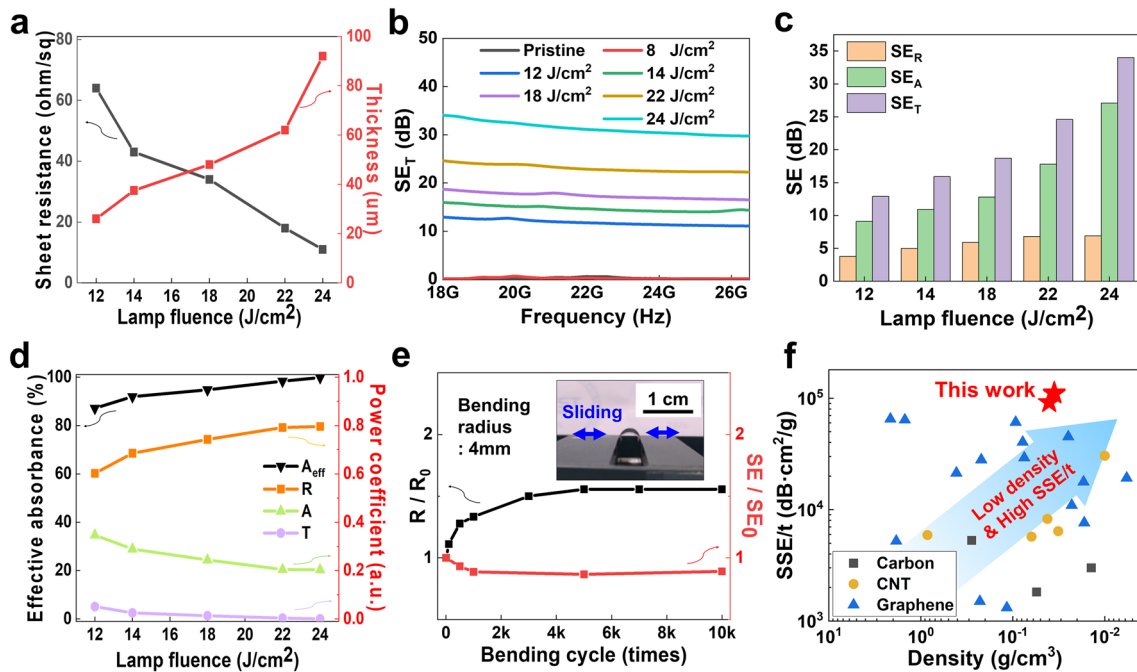 a
Sheet resistance (ohm/sq)
80
60
40
20
0
12 14 16 18 20 22 24
Lamp fluence (J/cm2)
100
80
60
40
20
0
Thickness (um)
b
SET (dB)
50
40
30
20
10
0
Pristine 8 J/cm2
12 J/cm2 14 J/cm2
18 J/cm2 22 J/cm2
24 J/cm2
18G 20G 22G 24G 26G
Frequency (Hz)
c
SE (dB)
35
30
25
20
15
10
5
0
SER
SEA
SET
12 14 18 22 24
Lamp fluence (J/cm2)
d
Effective absorbance (%)
100
80
60
40
20
0
Aeff
R
A
T
12 14 16 18 20 22 24
Lamp fluence (J/cm2)
1.0
0.8
0.6
0.4
0.2
0.0
Power coefficient (a.u.)
e
R / R0
2
1
Bending
radius
: 4mm
Sliding
1 cm
0 2k 4k 6k 8k 10k
Bending cycle (times)
2
1
SE / SE0
f
SSE/t (dB·cm2/g)
105
104
103
This work
Low density
& High SSE/t
Carbon
CNT
Graphene
101 100 10-1 10-2
Density (g/cm3)